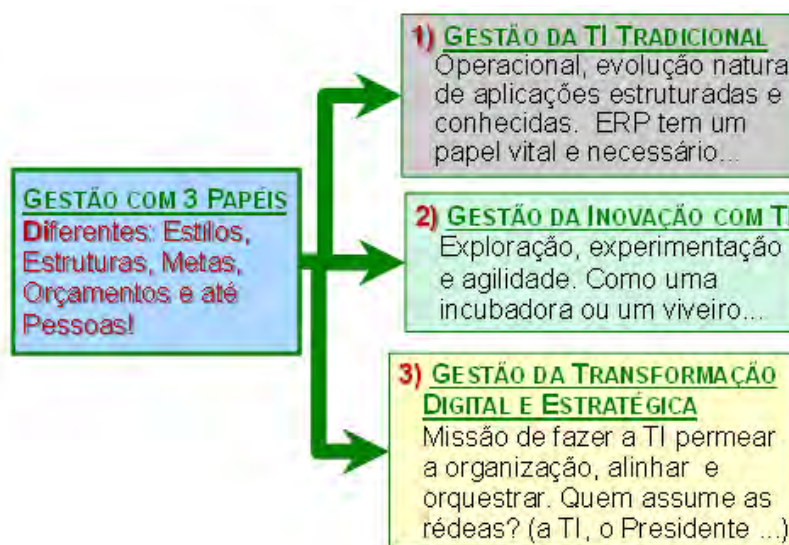 GESTÃO COM 3 PAPÉIS
Diferentes: Estilos,
Estruturas, Metas,
Orçamentos e até
Pessoas!
1) GESTÃO DA TI TRADICIONAL
Operacional, evolução natura
de aplicações estruturadas e
conhecidas. ERP tem um
papel vital e necessário...
2) GESTÃO DA INOVAÇÃO COM T
Exploração, experimentação
e agilidade. Como uma
incubadora ou um viveiro...
3) GESTÃO DA TRANSFORMAÇÃO
DIGITAL E ESTRATÉGICA
Missão de fazer a TI permear
a organização, alinhar e
orquestrar. Quem assume as
rédeas? (a TI, o Presidente ...)